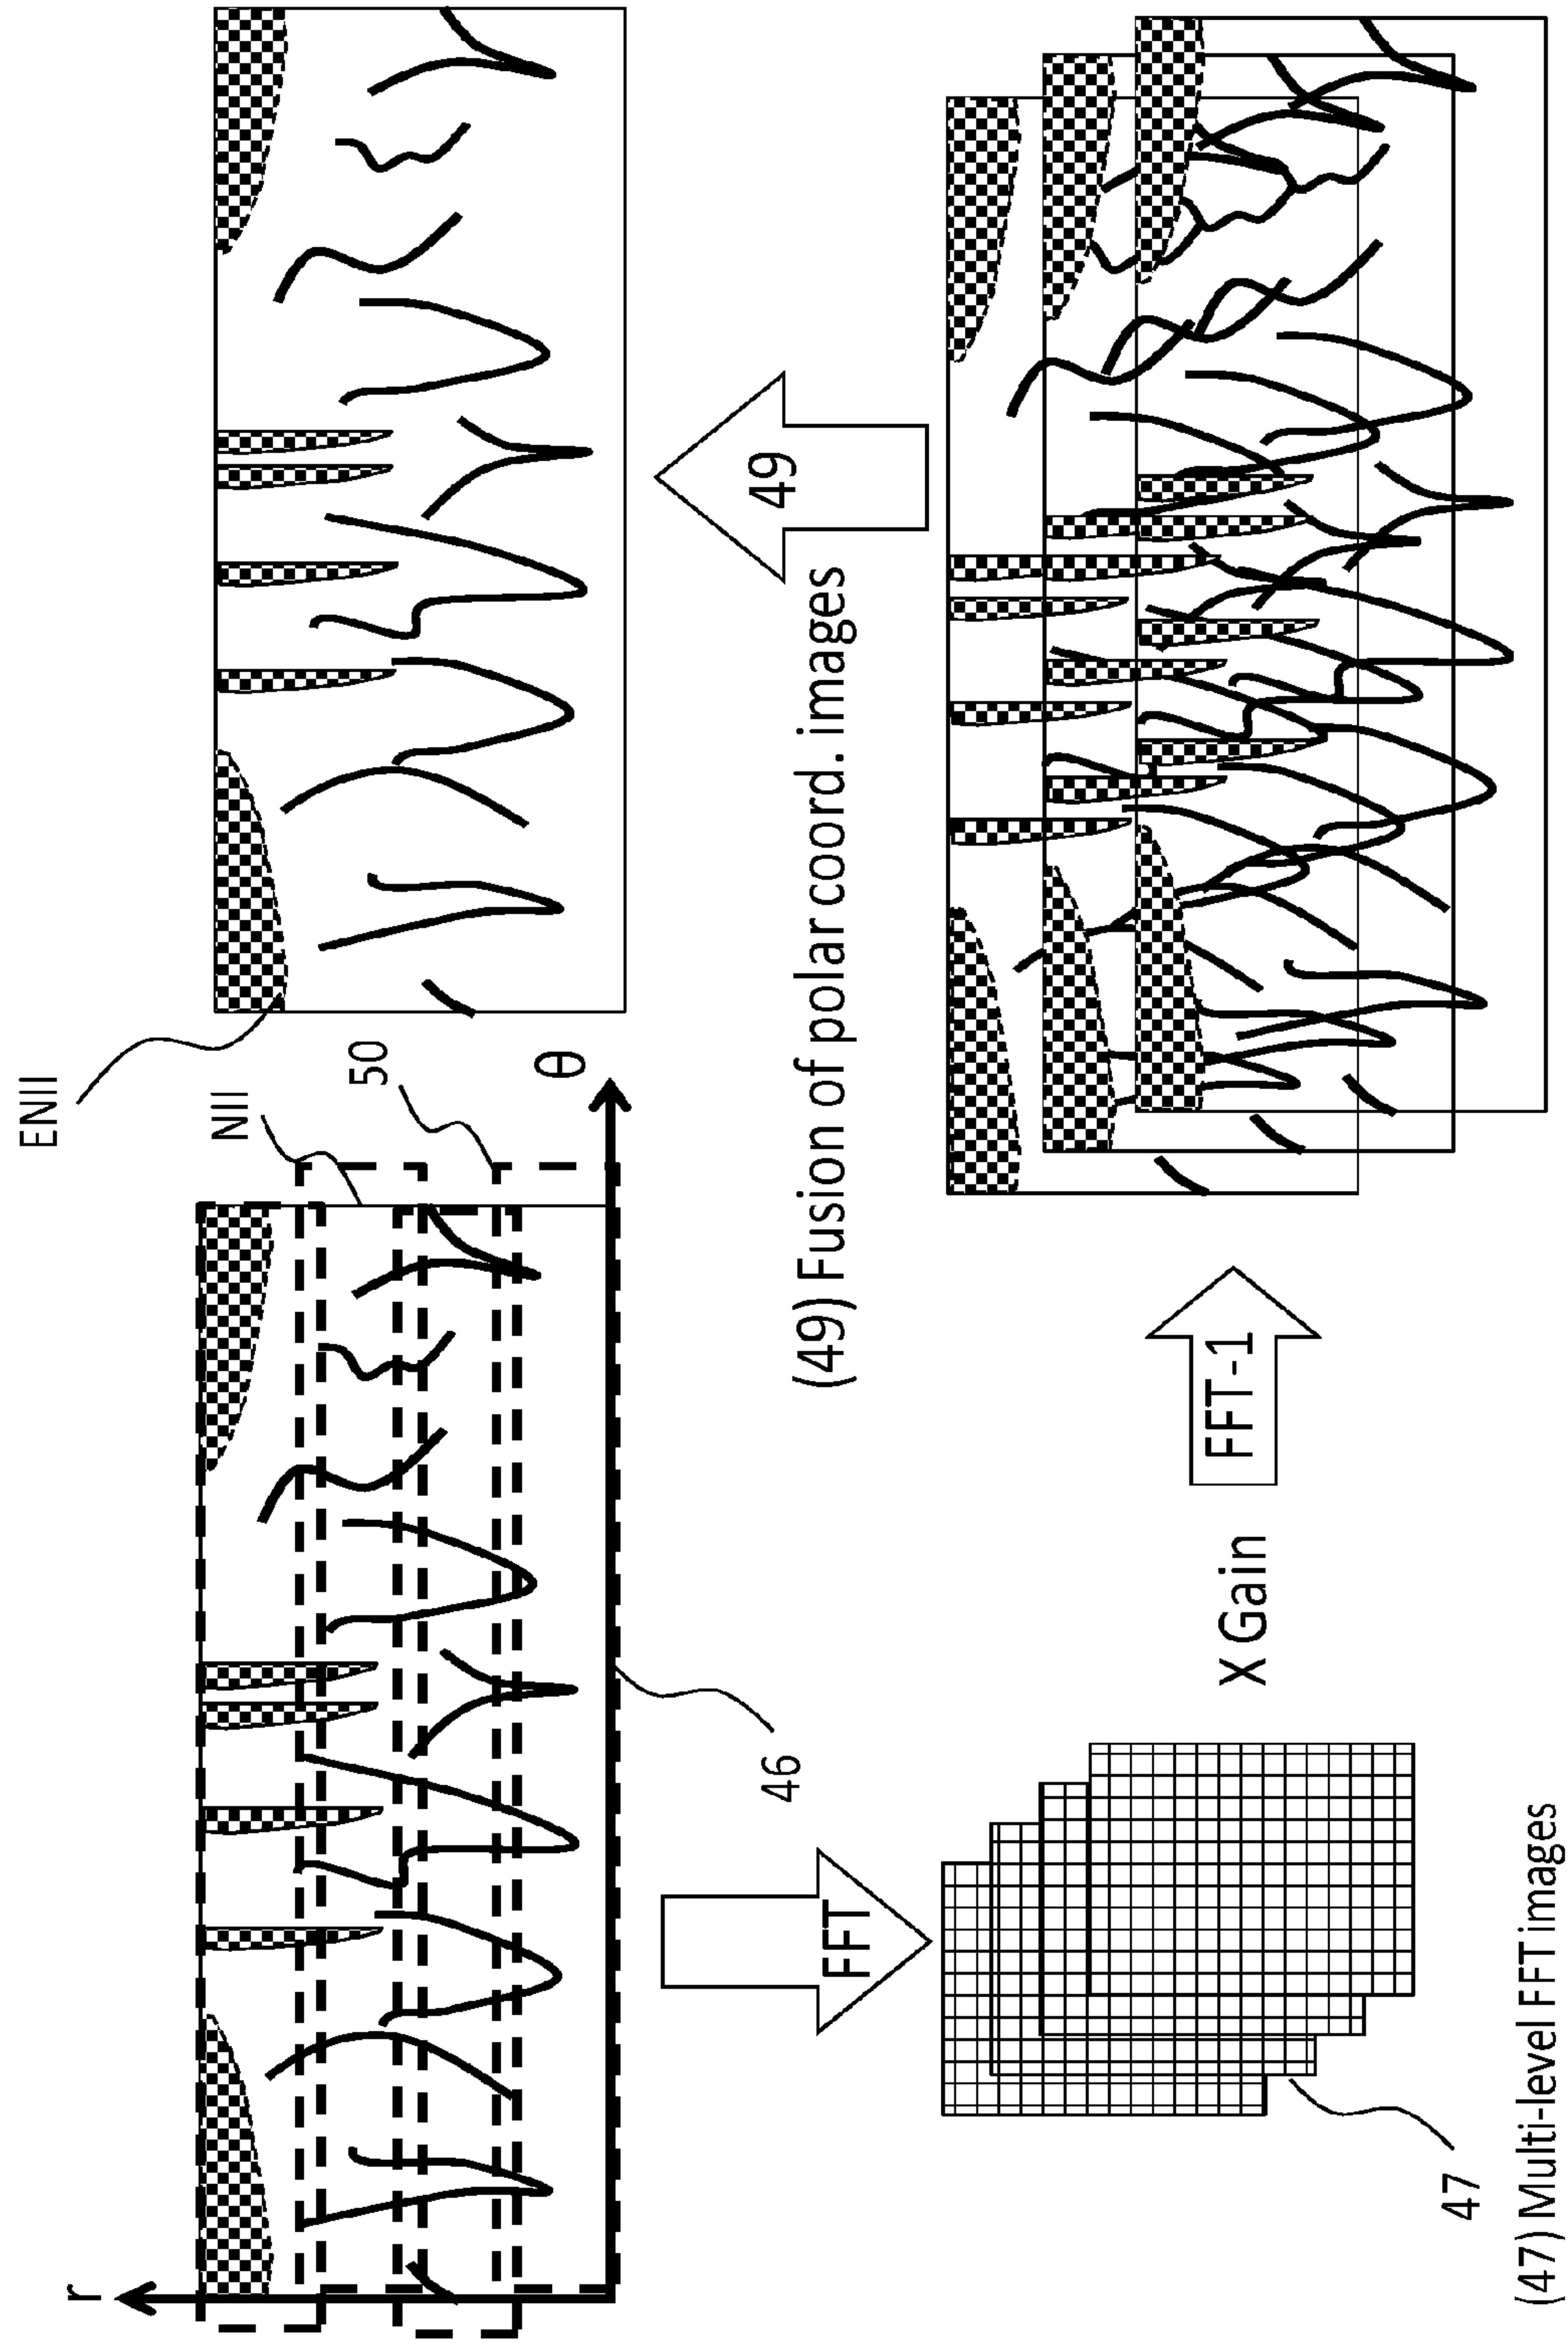 ENII
r
NII
50
θ
46
FFT
47
(47) Multi-level FFT images
X Gain
FFT-1
(49) Fusion of polar coord. images
49